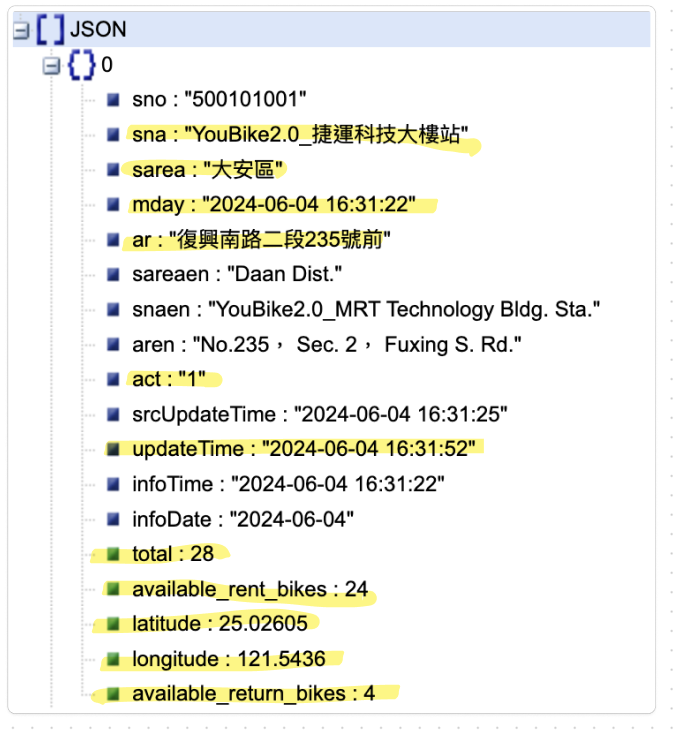 JSON
0
sno : "500101001"
sna : "YouBike2.0_捷運科技大樓站"
sarea : "大安區"
mday : "2024-06-04 16:31:22"
ar : "復興南路二段235號前"
sareaen : "Daan Dist."
snaen : "YouBike2.0_MRT Technology Bldg. Sta."
aren : "No.235， Sec. 2， Fuxing S. Rd."
act : "1"
srcUpdateTime : "2024-06-04 16:31:25"
updateTime : "2024-06-04 16:31:52"
infoTime : "2024-06-04 16:31:22"
infoDate : "2024-06-04"
total : 28
available_rent_bikes : 24
latitude : 25.02605
longitude : 121.5436
available_return_bikes : 4